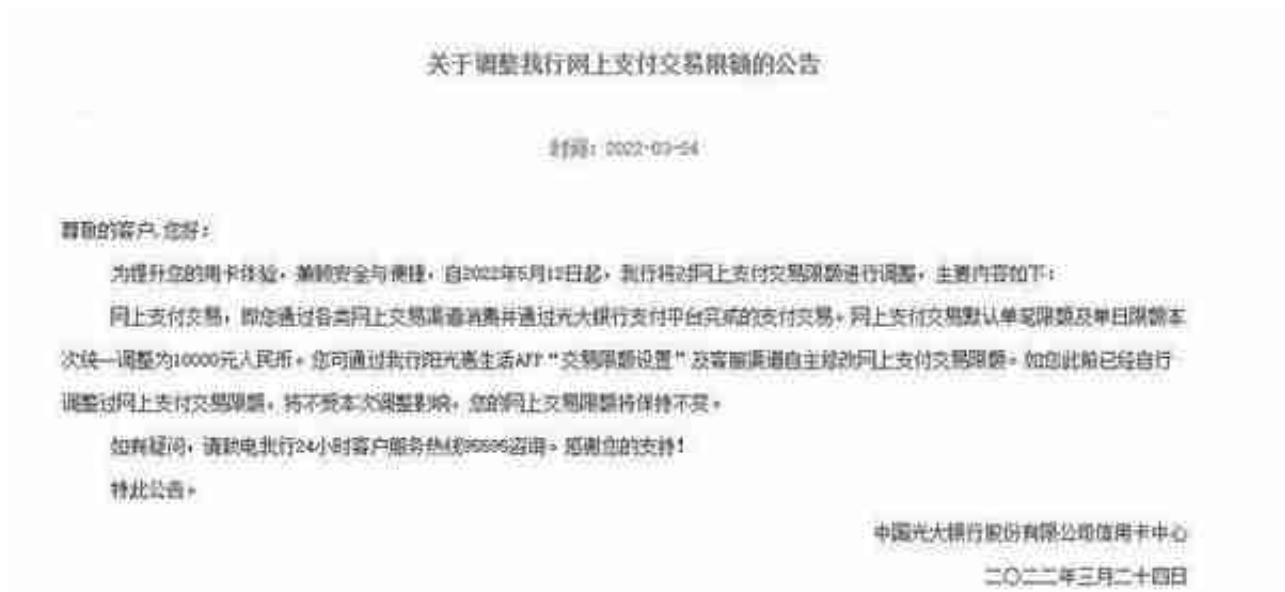 关于调整我行网上支付交易限额的公告
时间：2022-03-24
尊敬的客户,您好：
为提升您的用卡体验，兼顾安全与便捷，自2022年5月12日起，我行将对网上支付交易限额进行调整，主要内容如下：
网上支付交易，即您通过各类网上交易渠道消费并通过光大银行支付平台完成的支付交易。网上支付交易默认单笔限额及单日限额本
次统一调整为10000元人民币。您可通过我行阳光惠生活APP“交易限额设置”及客服渠道自主修改网上支付交易限额。如您此前已经自行
调整过网上支付交易限额，将不受本次调整影响，您的网上交易限额将保持不变。
如有疑问，请致电我行24小时客户服务热线95595咨询。感谢您的支持！
特此公告。
中国光大银行股份有限公司信用卡中心
二〇二二年三月二十四日